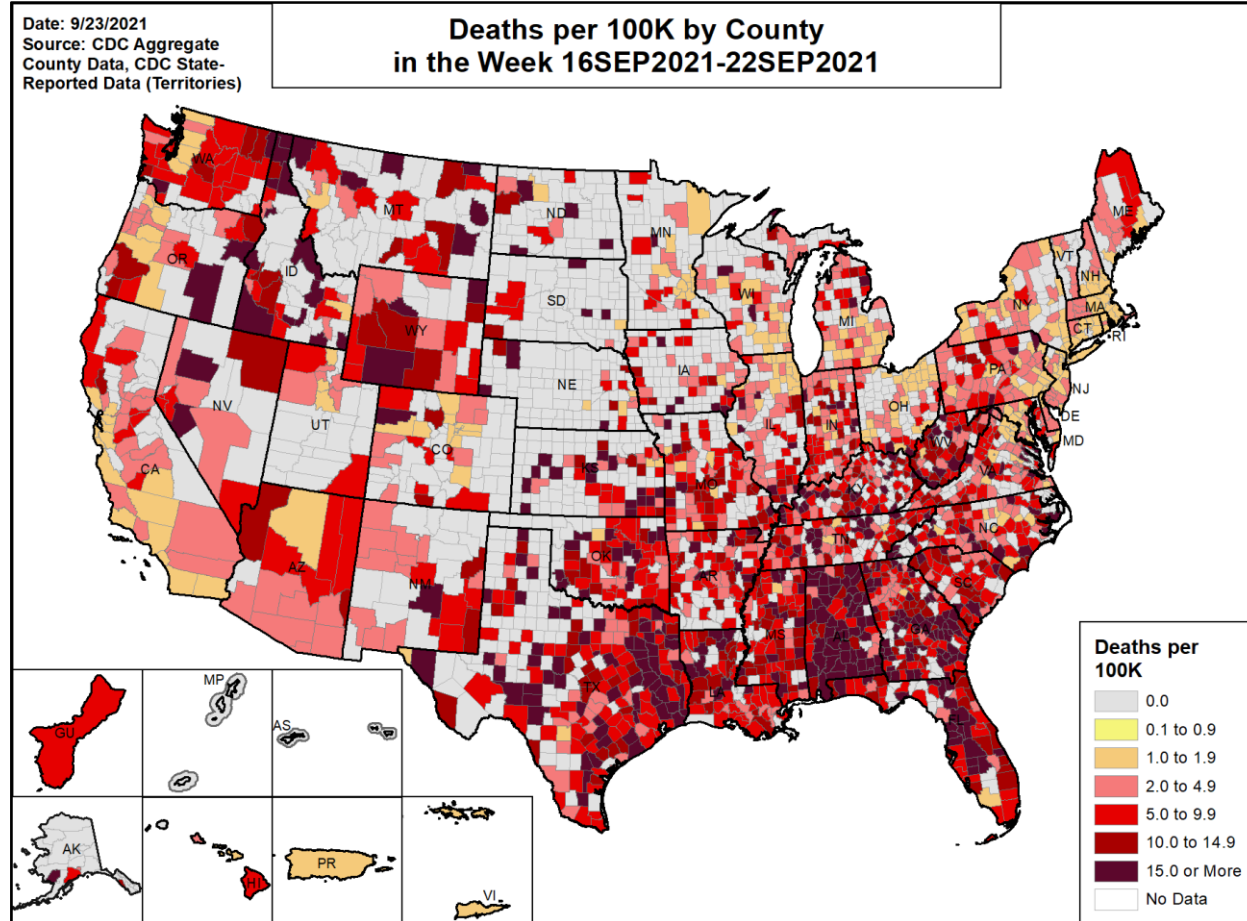 Date: 9/23/2021
Source: CDC Aggregate
County Data, CDC State-
Reported Data (Territories)
Deaths per 100K by County
in the Week 16SEP2021-22SEP2021
WA
MT
ND
MN
ME
OR
ID
SD
WI
MI
VT
NH
NY
MA
CT
RI
WY
IA
NE
PA
NJ
NV
UT
CO
IL
IN
OH
DE
MD
WV
VA
CA
KS
MO
KY
NC
TN
AZ
NM
OK
AR
SC
MS
AL
GA
TX
LA
FL
GU
MP
AS
AK
HI
PR
VI
Deaths per
100K
0.0
0.1 to 0.9
1.0 to 1.9
2.0 to 4.9
5.0 to 9.9
10.0 to 14.9
15.0 or More
No Data